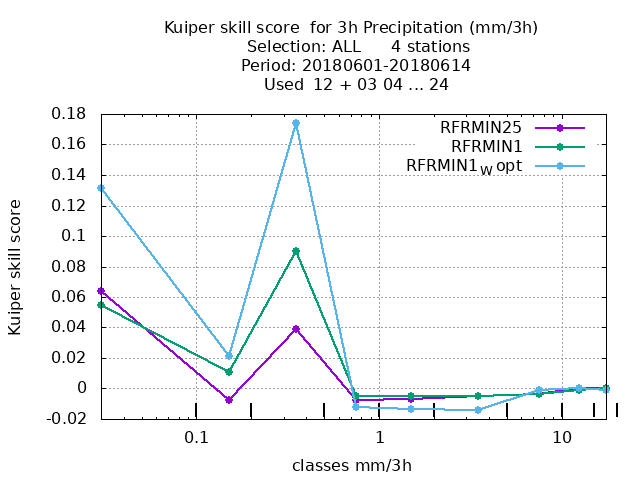 Kuiper skill score  for 3h Precipitation (mm/3h)
Selection: ALL      4 stations
Period: 20180601-20180614
Used  12 + 03 04 ... 24
RFRMIN25
RFRMIN1
RFRMIN1W opt
Kuiper skill score
0.18
0.16
0.14
0.12
0.1
0.08
0.06
0.04
0.02
0
-0.02
0.1 1 10
classes mm/3h